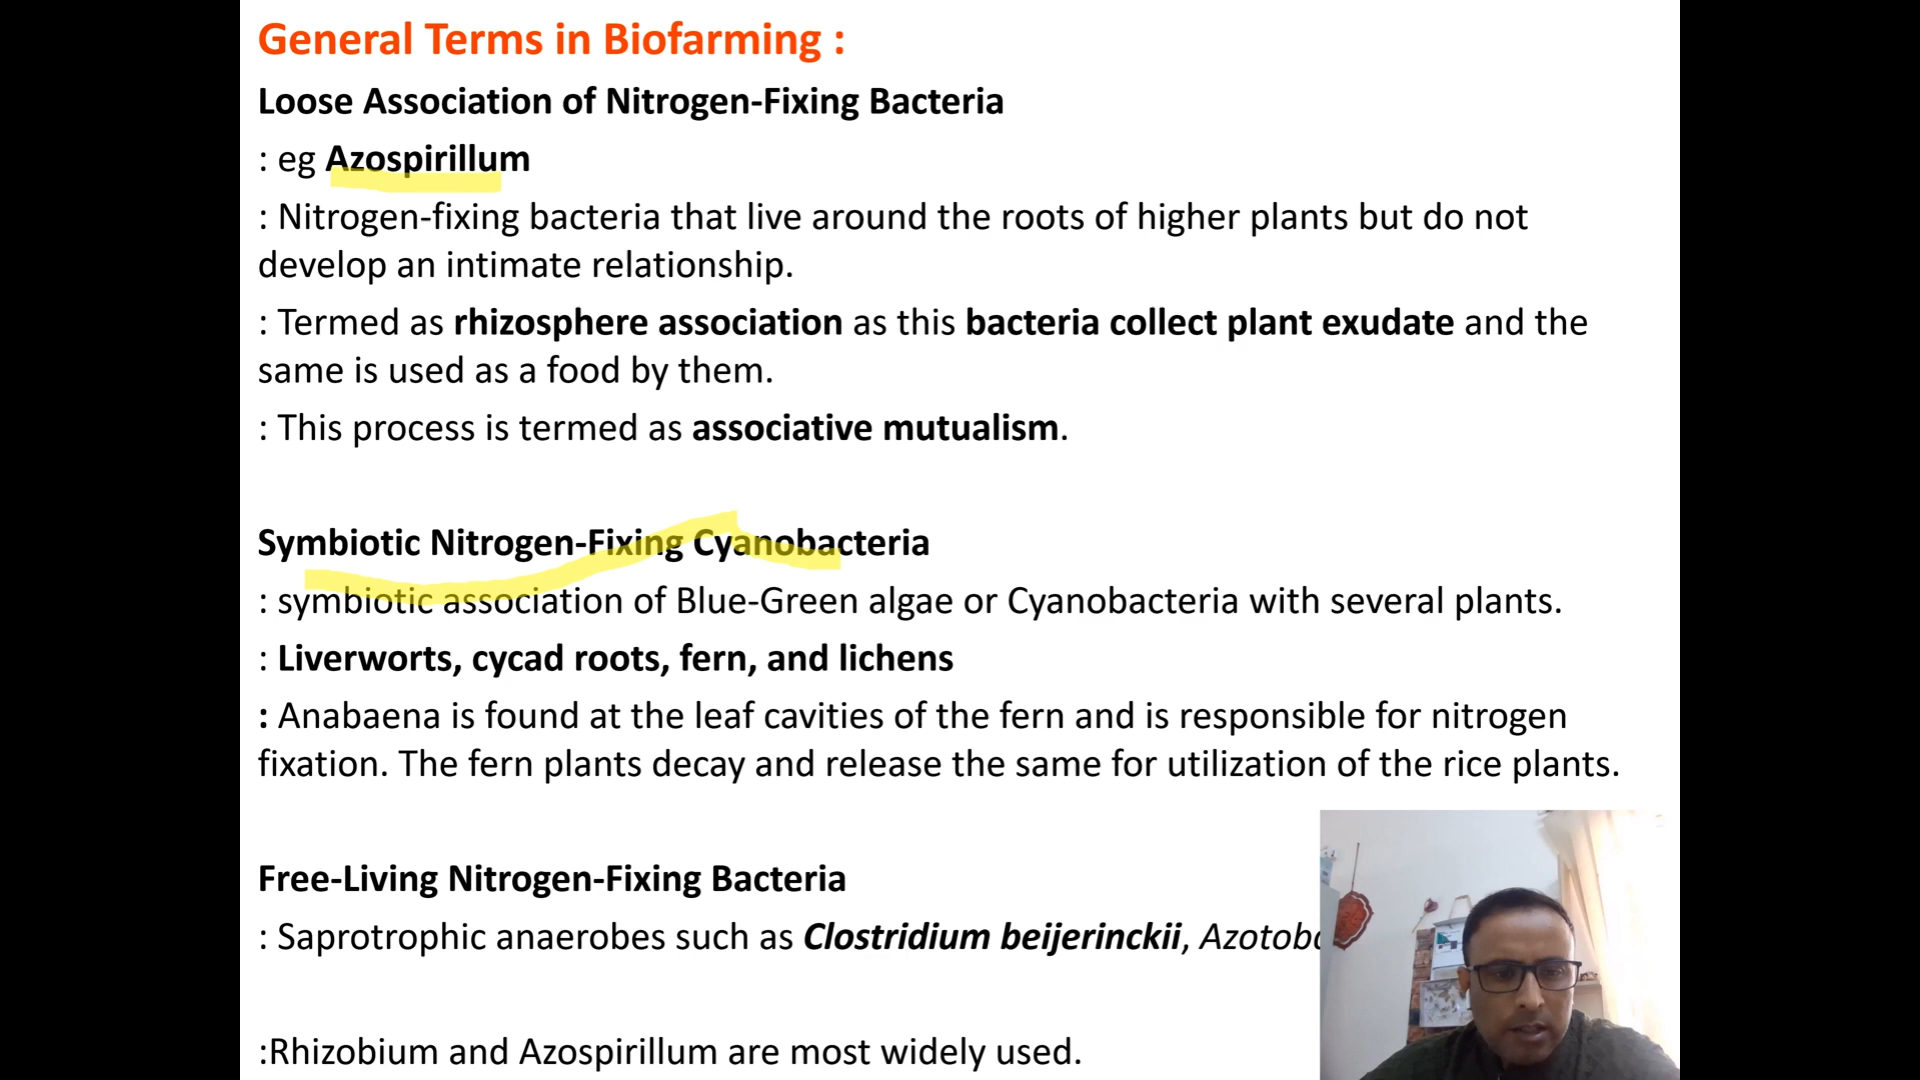 General Terms in Biofarming :
Loose Association of Nitrogen-Fixing Bacteria
: eg Azospirillum
: Nitrogen-fixing bacteria that live around the roots of higher plants but do not
develop an intimate relationship.
: Termed as rhizosphere association as this bacteria collect plant exudate and the
same is used as a food by them.
: This process is termed as associative mutualism.
Symbiotic Nitrogen-Fixing Cyanobacteria
: symbiotic association of Blue-Green algae or Cyanobacteria with several plants.
: Liverworts, cycad roots, fern, and lichens
: Anabaena is found at the leaf cavities of the fern and is responsible for nitrogen
fixation. The fern plants decay and release the same for utilization of the rice plants.
Free-Living Nitrogen-Fixing Bacteria
: Saprotrophic anaerobes such as Clostridium beijerinckii,
:Rhizobium and Azospirillum are most widely used.